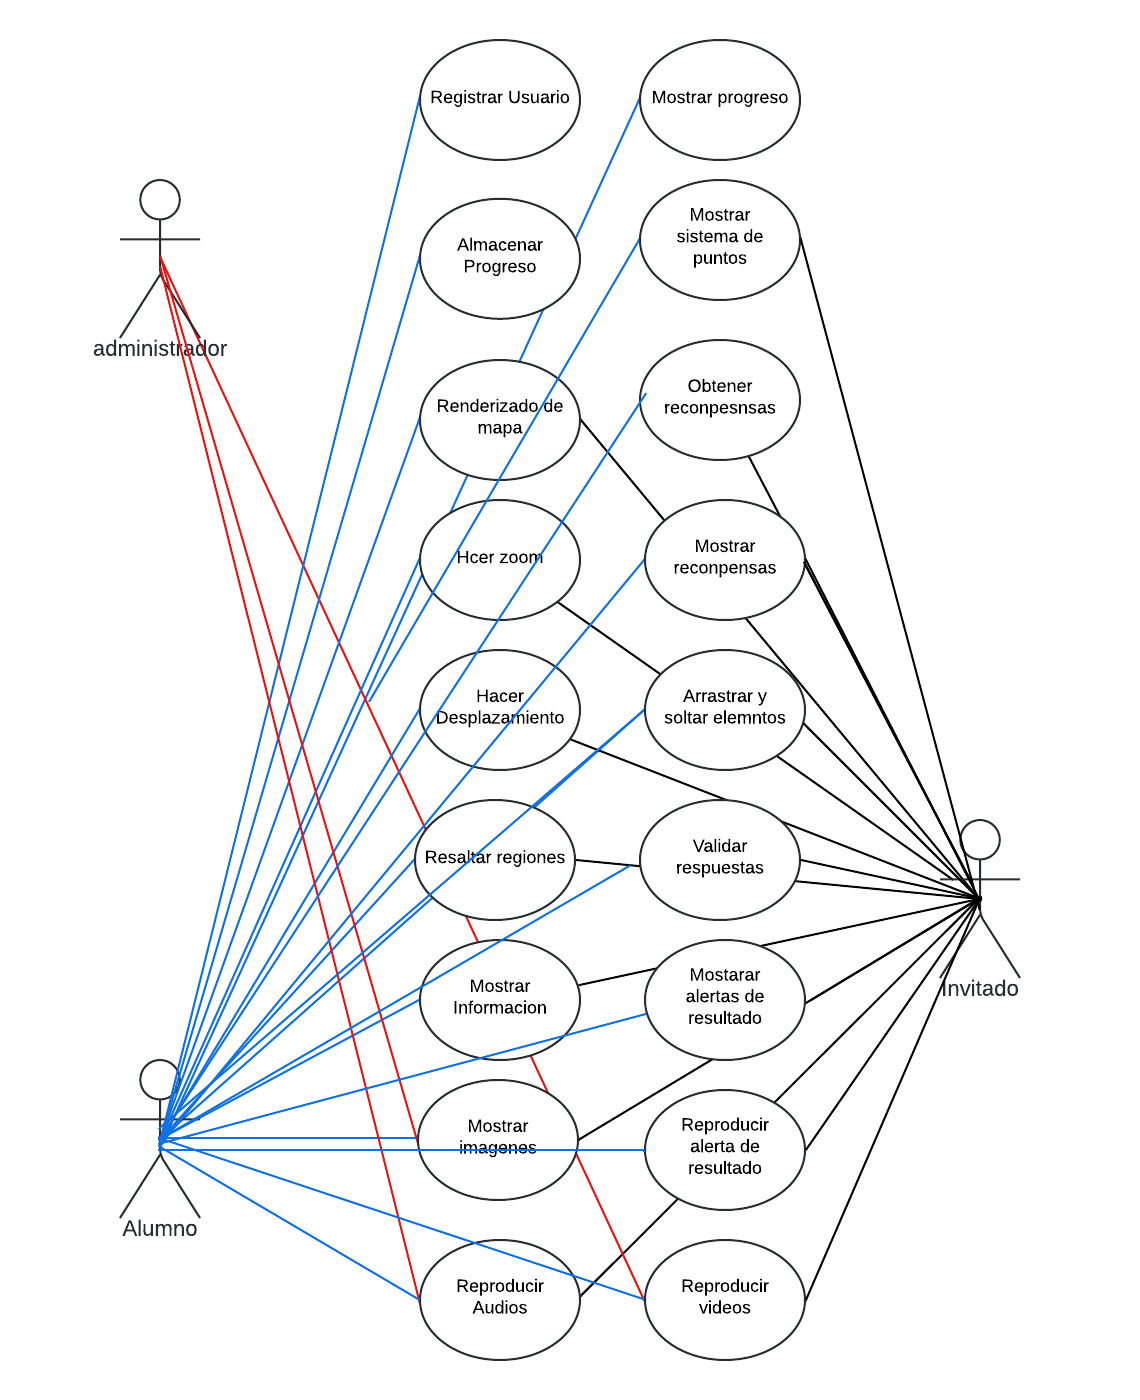 Registrar Usuario
Mostrar progreso
Mostrar
sistema de
puntos
Almacenar
Progreso
administrador
Obtener
reconpesnsas
Renderizado de
mapa
Hcer zoom
Mostrar
reconpensas
Hacer
Desplazamiento
Arrastrar y
soltar elemntos
Resaltar regiones
Validar
respuestas
Mostrar
Informacion
Mostarar
alertas de
resultado
Invitado
Mostrar
imagenes
Reproducir
alerta de
resultado
Alumno
Reproducir
Audios
Reproducir
videos